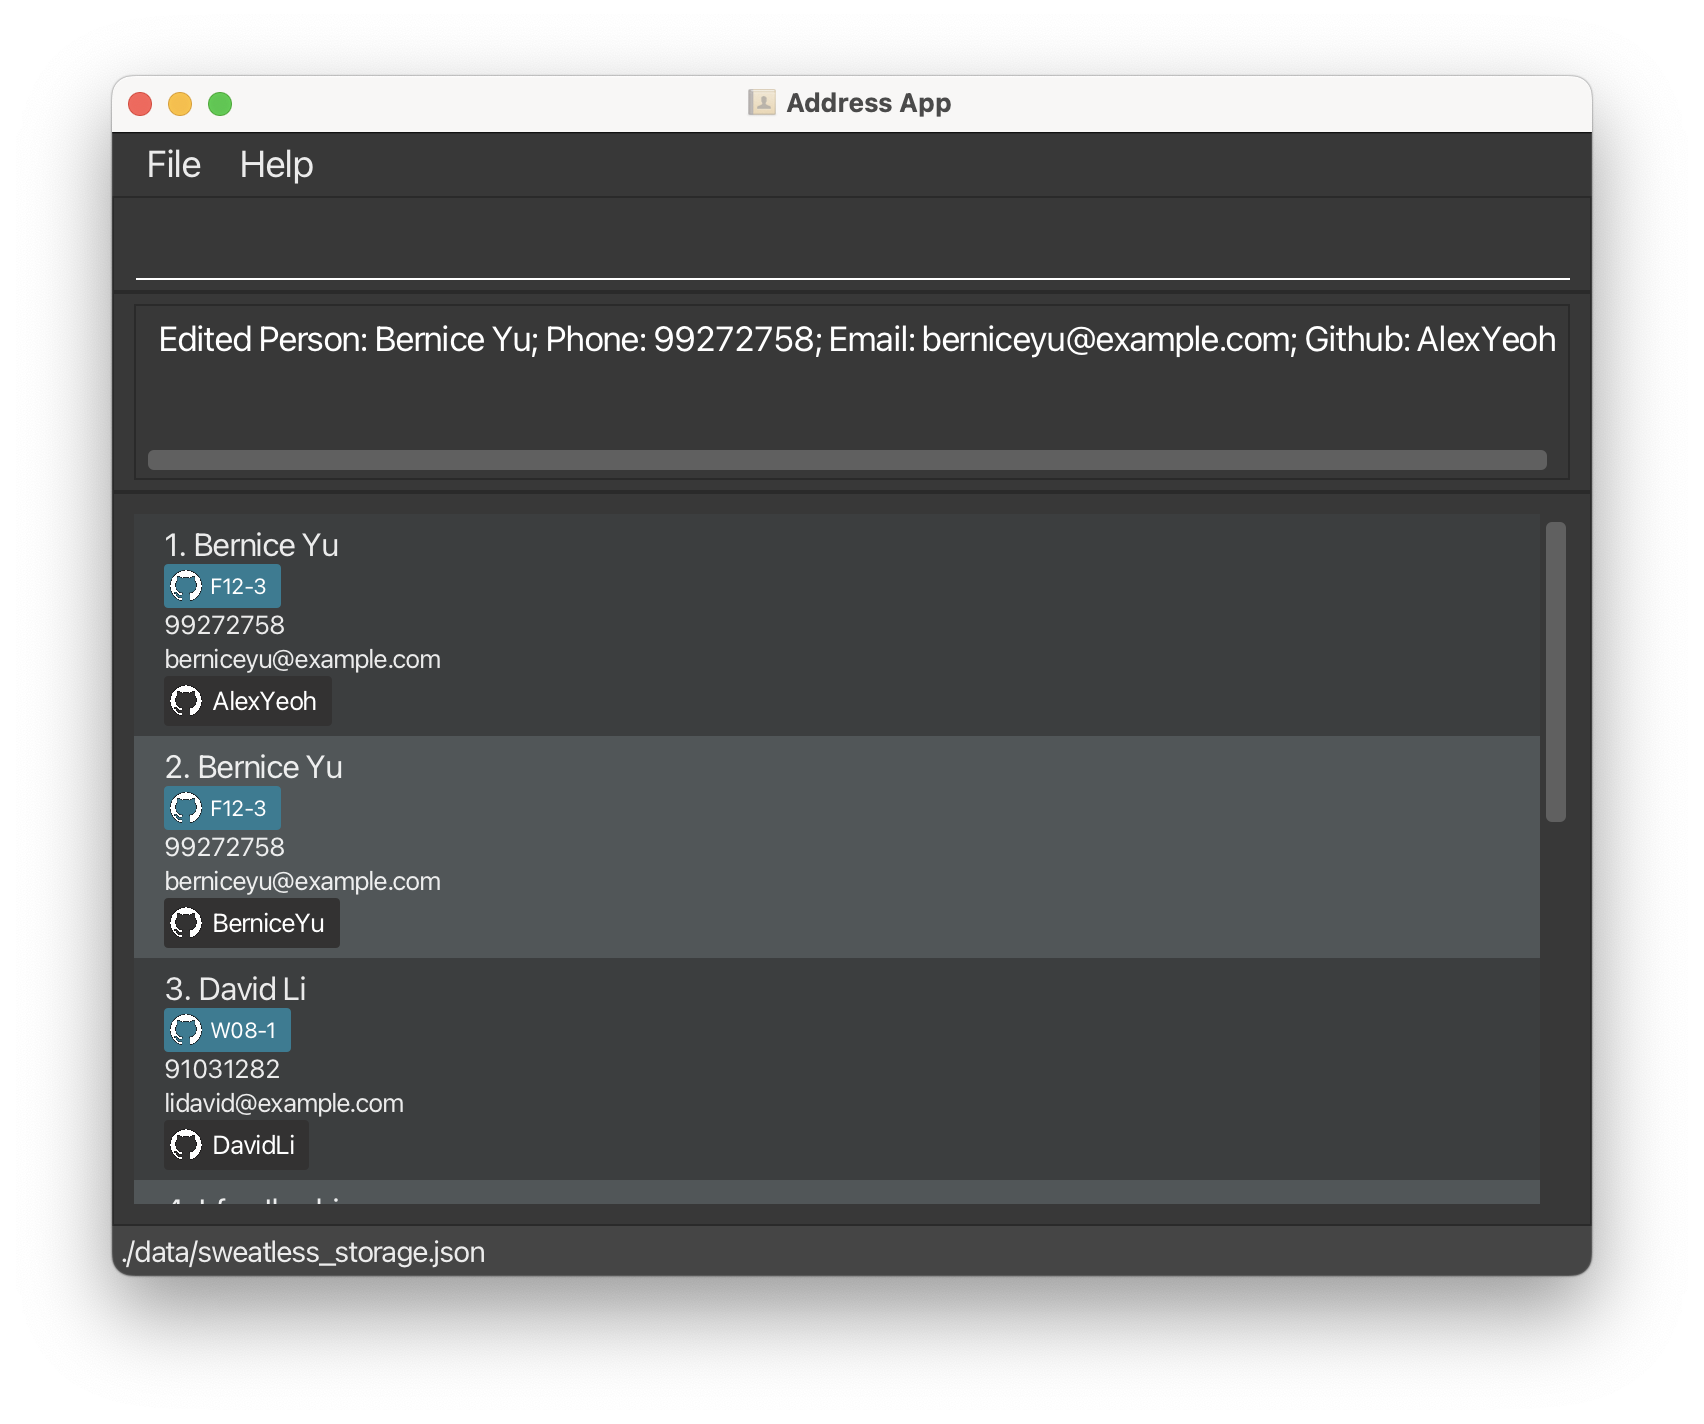 Address App
File Help
Edited Person: Bernice Yu; Phone: 99272758; Email: berniceyu@example.com; Github: AlexYeoh
1. Bernice Yu
F12-3
99272758
berniceyu@example.com
AlexYeoh
2. Bernice Yu
F12-3
99272758
berniceyu@example.com
BerniceYu
3. David Li
W08-1
91031282
lidavid@example.com
DavidLi
./data/sweatless_storage.json